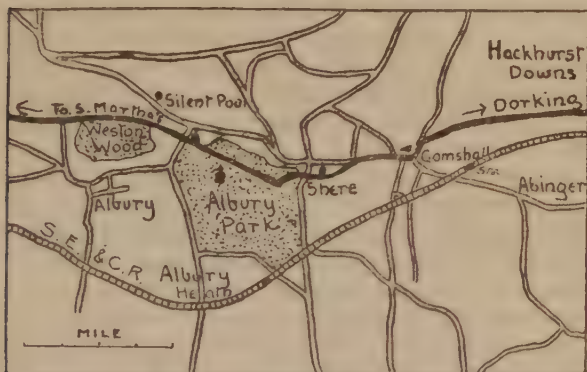 Hackhurst
Downs
← To S. Martha's
Silent Pool
→ Dorking
Weston
Wood
Gomshall
Stn.
Shere
Albury
Albury
Park
Abinger
S. E. & C. R.
Albury
Heath
MILE